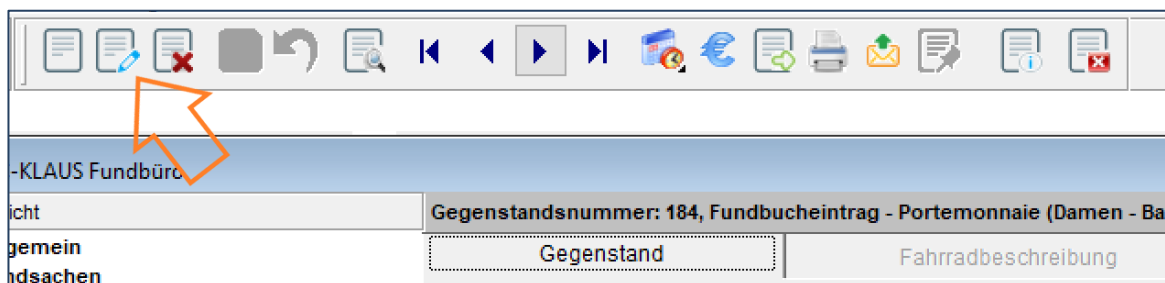 -KLAUS Fundbüro
icht
Gegenstandsnummer: 184, Fundbucheintrag - Portemonnaie (Damen - Ba
gemein
Gegenstand
Fahrradbeschreibung
ndsachen